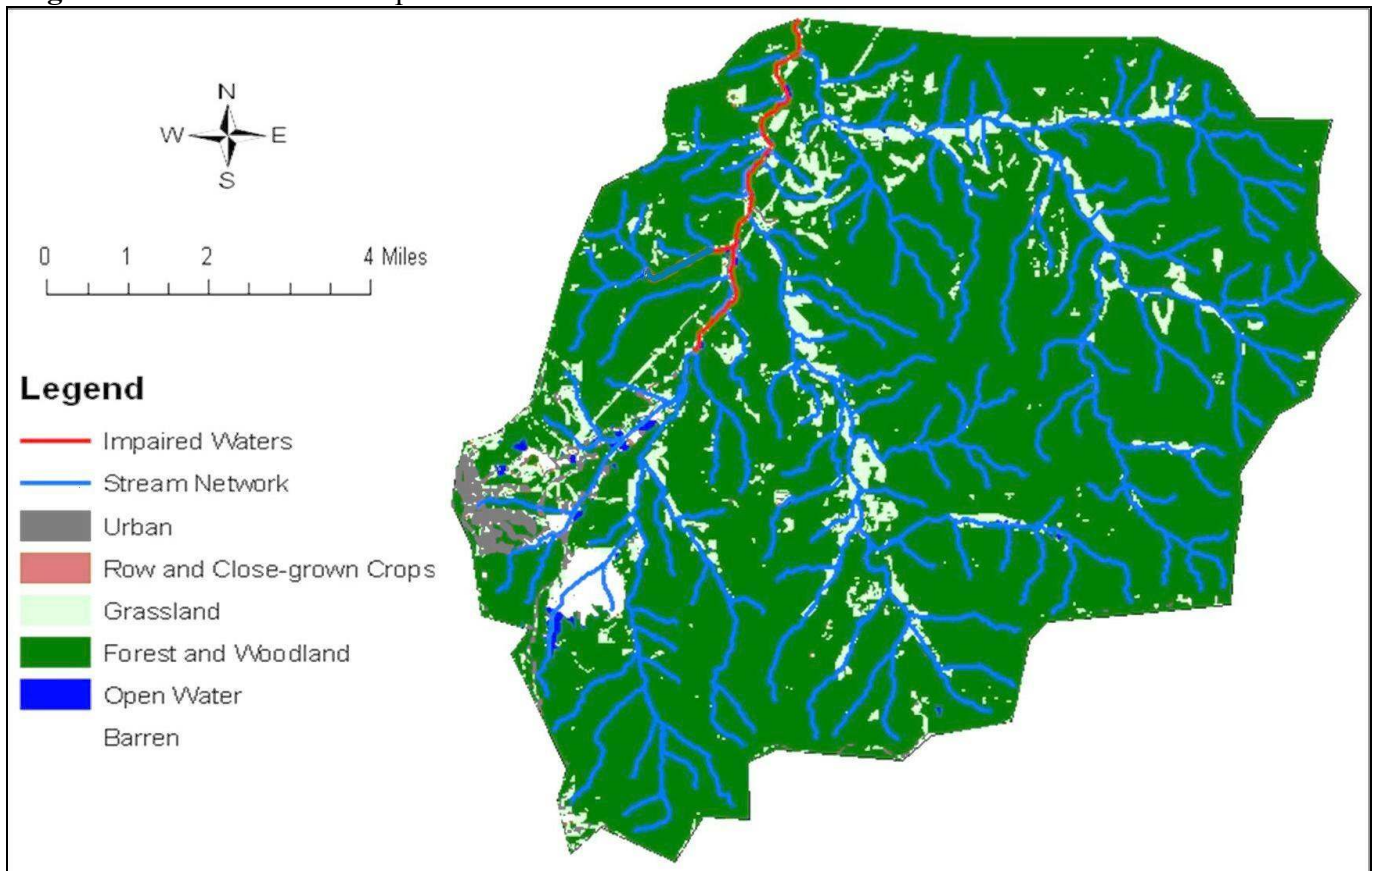 N
W E
S
0 1 2 4 Miles
Legend
Impaired Waters
Stream Network
Urban
Row and Close-grown Crops
Grassland
Forest and Woodland
Open Water
Barren